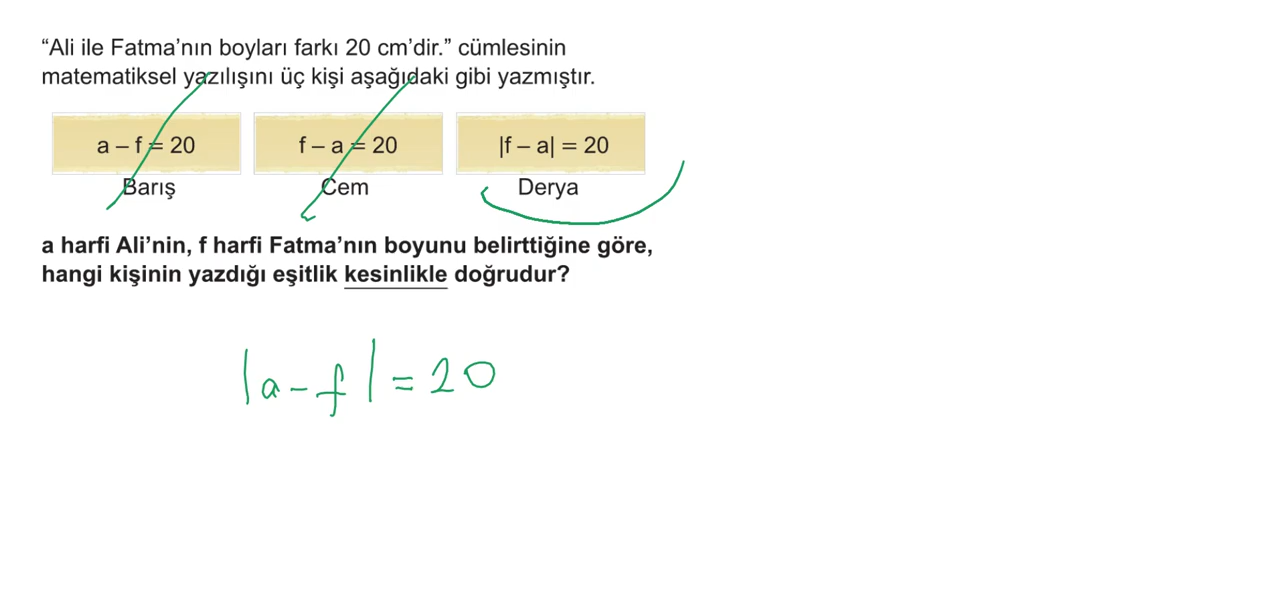 “Ali ile Fatma’nın boyları farkı 20 cm’dir.” cümlesinin
matematiksel yazılışını üç kişi aşağıdaki gibi yazmıştır.
a – f = 20
f – a = 20
|f – a| = 20
Barış
Cem
Derya
a harfi Ali’nin, f harfi Fatma’nın boyunu belirttiğine göre,
hangi kişinin yazdığı eşitlik kesinlikle doğrudur?
|a – f| = 20